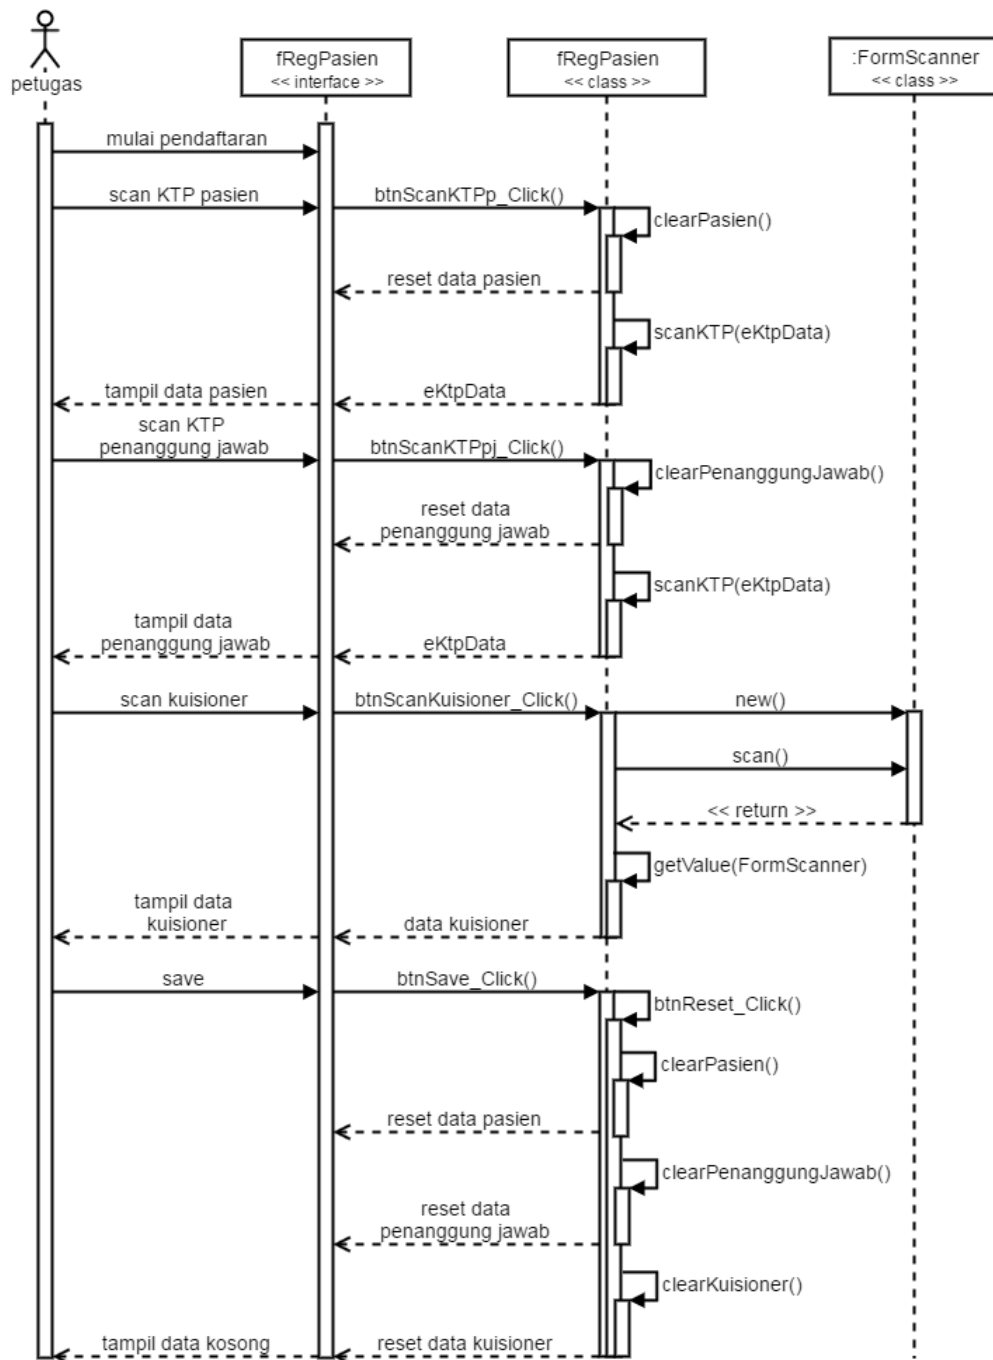 petugas
fRegPasien
<< interface >>
fRegPasien
<< class >>
:FormScanner
<< class >>
mulai pendaftaran
scan KTP pasien
btnScanKTPp_Click()
clearPasien()
reset data pasien
scanKTP(eKtpData)
tampil data pasien
eKtpData
scan KTP
penanggung jawab
btnScanKTPpj_Click()
clearPenanggungJawab()
reset data
penanggung jawab
scanKTP(eKtpData)
tampil data
penanggung jawab
eKtpData
scan kuisioner
btnScanKuisioner_Click()
new()
scan()
<< return >>
getValue(FormScanner)
tampil data
kuisioner
data kuisioner
save
btnSave_Click()
btnReset_Click()
clearPasien()
reset data pasien
clearPenanggungJawab()
reset data
penanggung jawab
clearKuisioner()
tampil data kosong
reset data kuisioner